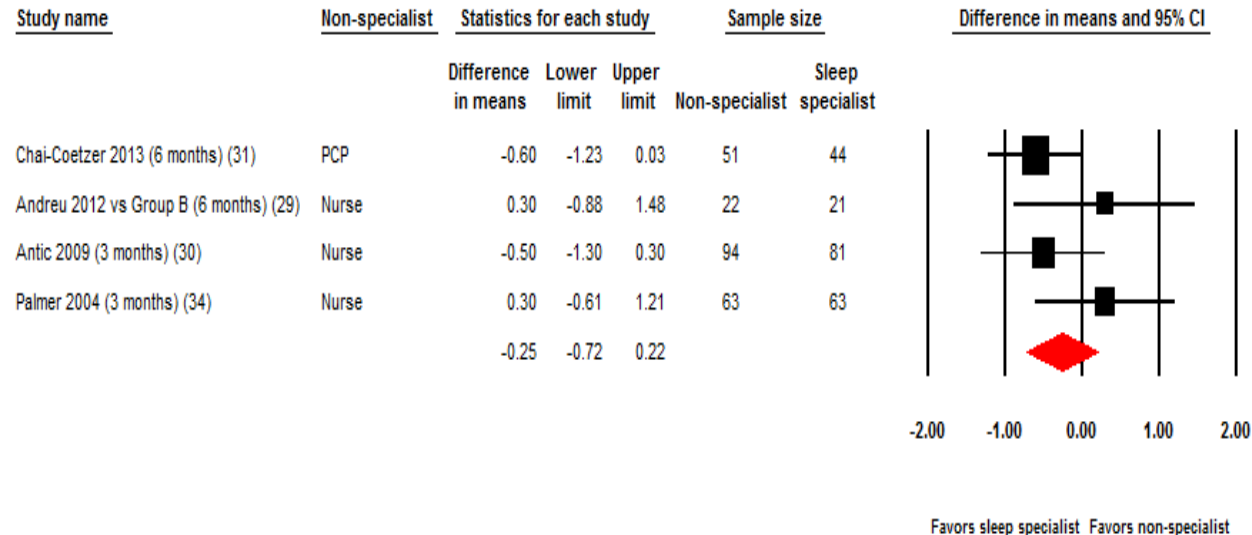 Study name Non-specialist Statistics for each study Sample size Difference in means and 95% CI
Difference Lower Upper Sleep
in means limit limit Non-specialist specialist
Chai-Coetzer 2013 (6 months) (31) PCP -0.60 -1.23 0.03 51 44
Andreu 2012 vs Group B (6 months) (29) Nurse 0.30 -0.88 1.48 22 21
Antic 2009 (3 months) (30) Nurse -0.50 -1.30 0.30 94 81
Palmer 2004 (3 months) (34) Nurse 0.30 -0.61 1.21 63 63
-0.25 -0.72 0.22
-2.00 -1.00 0.00 1.00 2.00
Favors sleep specialist Favors non-specialist